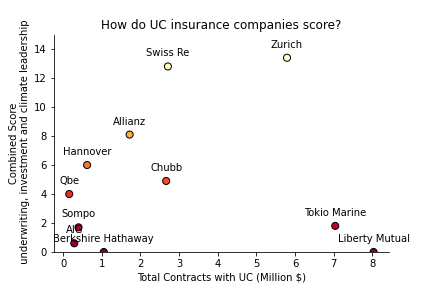 How do UC insurance companies score?
Combined Score
underwriting, investment and climate leadership
14
12
10
8
6
4
2
0
Zurich
Swiss Re
Allianz
Hannover
Chubb
Qbe
Sompo
Tokio Marine
AIG
Berkshire Hathaway
Liberty Mutual
0 1 2 3 4 5 6 7 8
Total Contracts with UC (Million $)